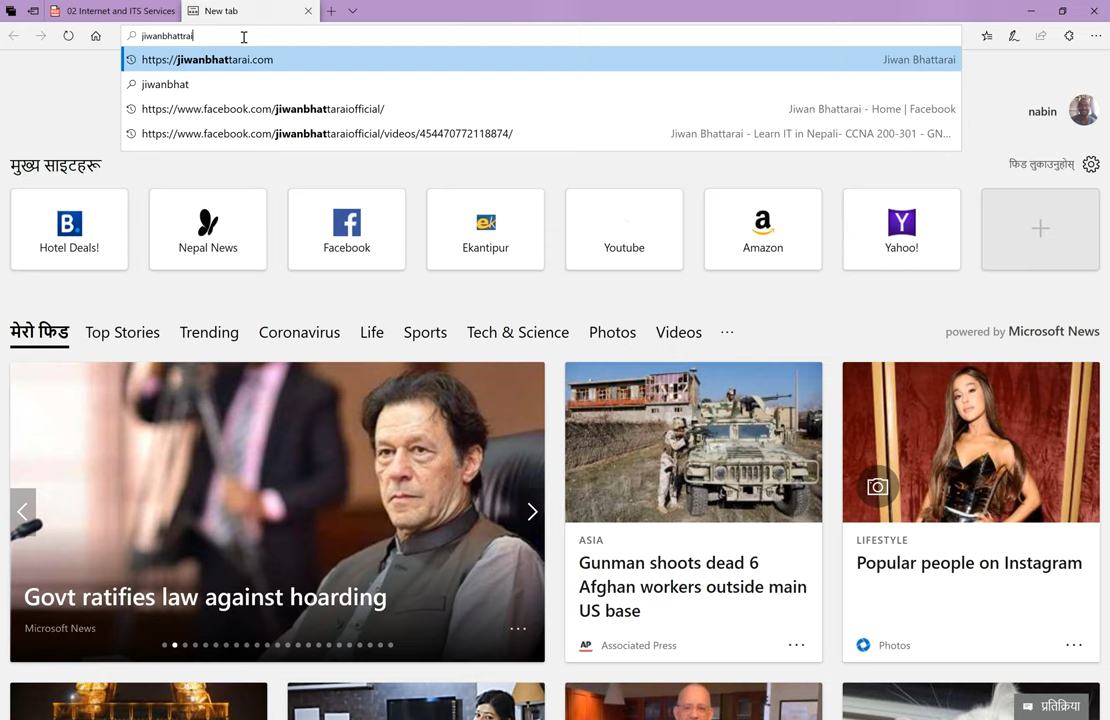 02 Internet and ITS Services
New tab
jiwanbhattrai
https://jiwanbhattarai.com
Jiwan Bhattarai
jiwanbhat
https://www.facebook.com/jiwanbhattaraiofficial/
Jiwan Bhattarai - Home | Facebook
https://www.facebook.com/jiwanbhattaraiofficial/videos/454470772118874/
Jiwan Bhattarai - Learn IT in Nepali- CCNA 200-301 - GN...
nabin
मुख्य साइटहरू
फिड लुकाउनुहोस्
B.
Hotel Deals!
Nepal News
Facebook
ek
Ekantipur
Youtube
a
Amazon
Y
Yahoo!
मेरो फिड
Top Stories
Trending
Coronavirus
Life
Sports
Tech & Science
Photos
Videos
powered by Microsoft News
Govt ratifies law against hoarding
Microsoft News
ASIA
Gunman shoots dead 6
Afghan workers outside main
US base
AP
Associated Press
LIFESTYLE
Popular people on Instagram
Photos
प्रतिक्रिया